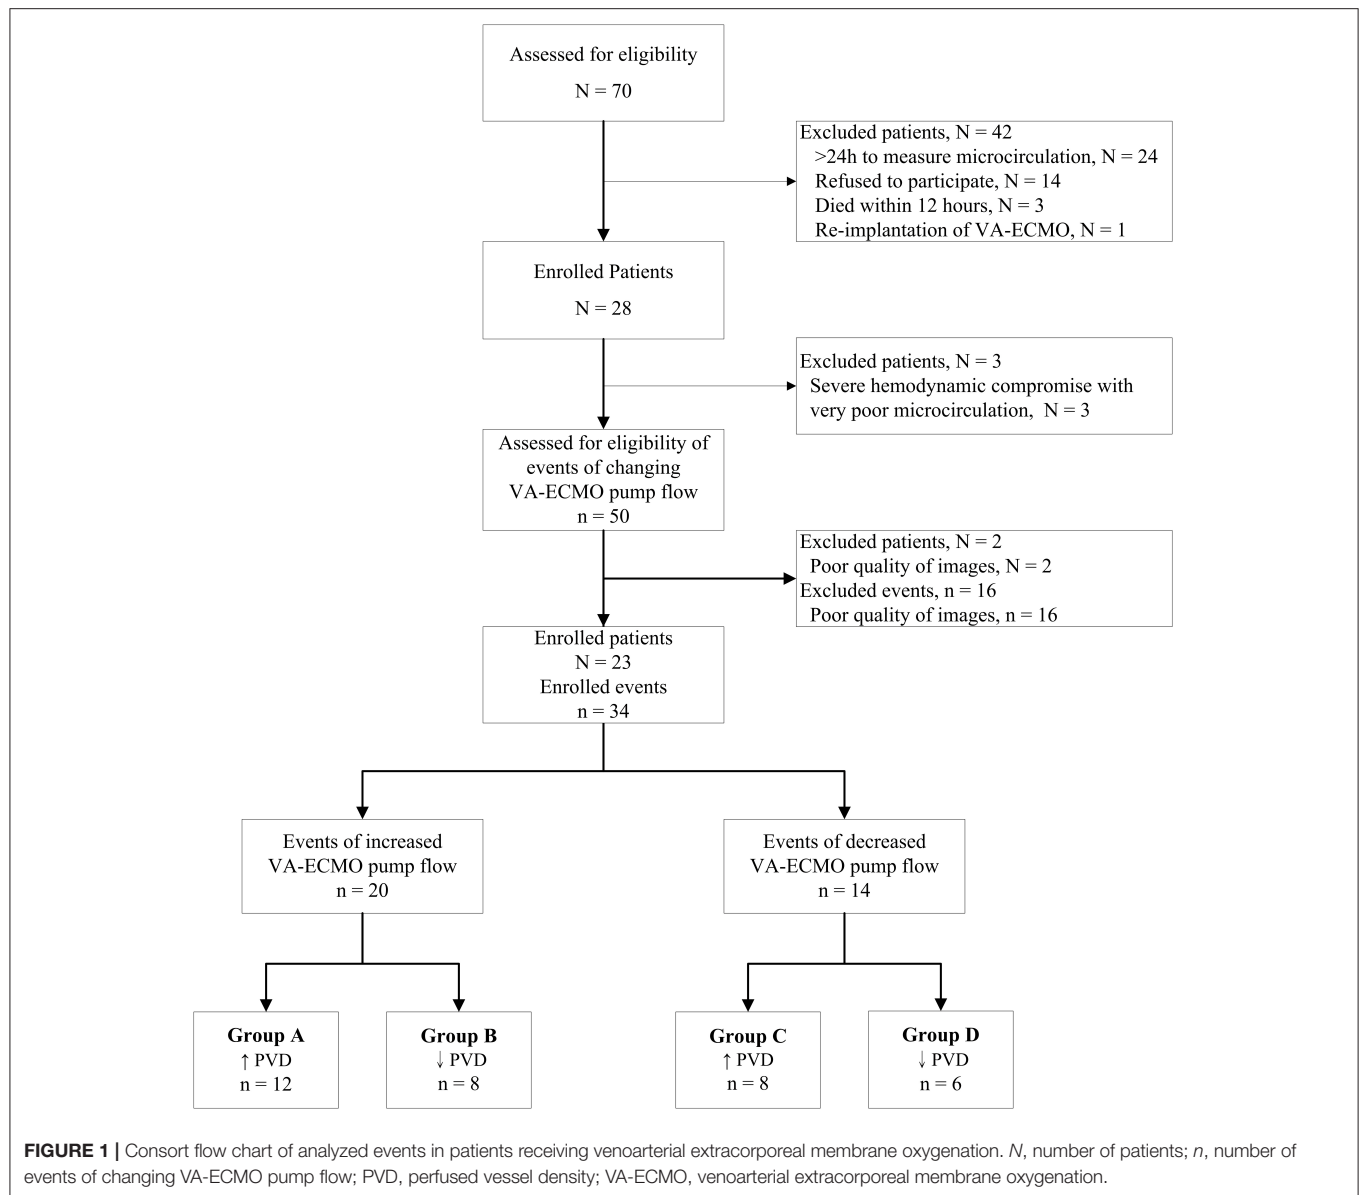 Assessed for eligibility
N = 70
Excluded patients, N = 42
>24h to measure microcirculation, N = 24
Refused to participate, N = 14
Died within 12 hours, N = 3
Re-implantation of VA-ECMO, N = 1
Enrolled Patients
N = 28
Excluded patients, N = 3
Severe hemodynamic compromise with
very poor microcirculation, N = 3
Assessed for eligibility of
events of changing
VA-ECMO pump flow
n = 50
Excluded patients, N = 2
Poor quality of images, N = 2
Excluded events, n = 16
Poor quality of images, n = 16
Enrolled patients
N = 23
Enrolled events
n = 34
Events of increased
VA-ECMO pump flow
n = 20
Events of decreased
VA-ECMO pump flow
n = 14
Group A
↑ PVD
n = 12
Group B
↓ PVD
n = 8
Group C
↑ PVD
n = 8
Group D
↓ PVD
n = 6
FIGURE 1 | Consort flow chart of analyzed events in patients receiving venoarterial extracorporeal membrane oxygenation. N, number of patients; n, number of
events of changing VA-ECMO pump flow; PVD, perfused vessel density; VA-ECMO, venoarterial extracorporeal membrane oxygenation.